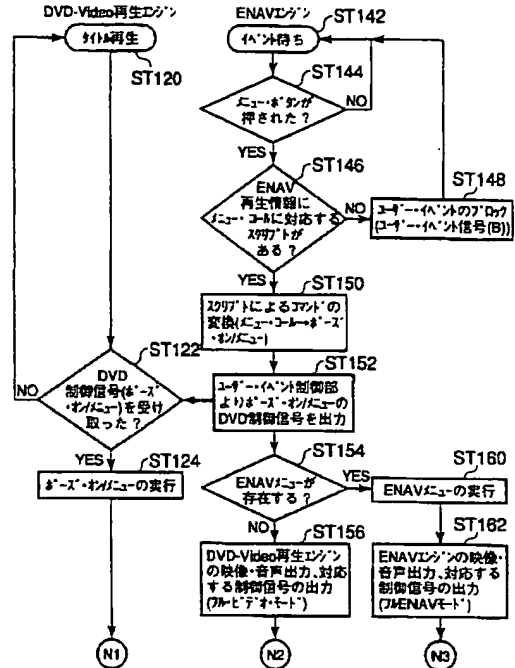 DVD-Video再生エンジン
タイトル再生
ST120
ENAVエンジン
ST142
イベント待ち
ST144
メニュー・ボタンが
押された？
NO
YES
ST146
ENAV
再生情報に
メニュー・コールに対応する
スクリプトが
ある？
NO
ST148
ユーザー・イベントのブロック
(ユーザー・イベント信号(B))
YES
ST150
スクリプトによるコマンドの
変換(メニュー・コール→ポーズ・
オン/メニュー)
ST122
DVD
制御信号(ポーズ・
オン/メニュー)を受け
取った？
NO
YES
ST152
ユーザー・イベント制御部
よりポーズ・オン/メニューの
DVD制御信号を出力
ST124
ポーズ・オン/メニューの実行
ST154
ENAVメニューが
存在する？
YES
NO
ST160
ENAVメニューの実行
ST156
DVD-Video再生エンジン
の映像・音声出力、対応す
る制御信号の出力
(フル・ビデオ・モード)
ST162
ENAVエンジンの映像・
音声出力、対応する
制御信号の出力
(フルENAVモード)
N1
N2
N3